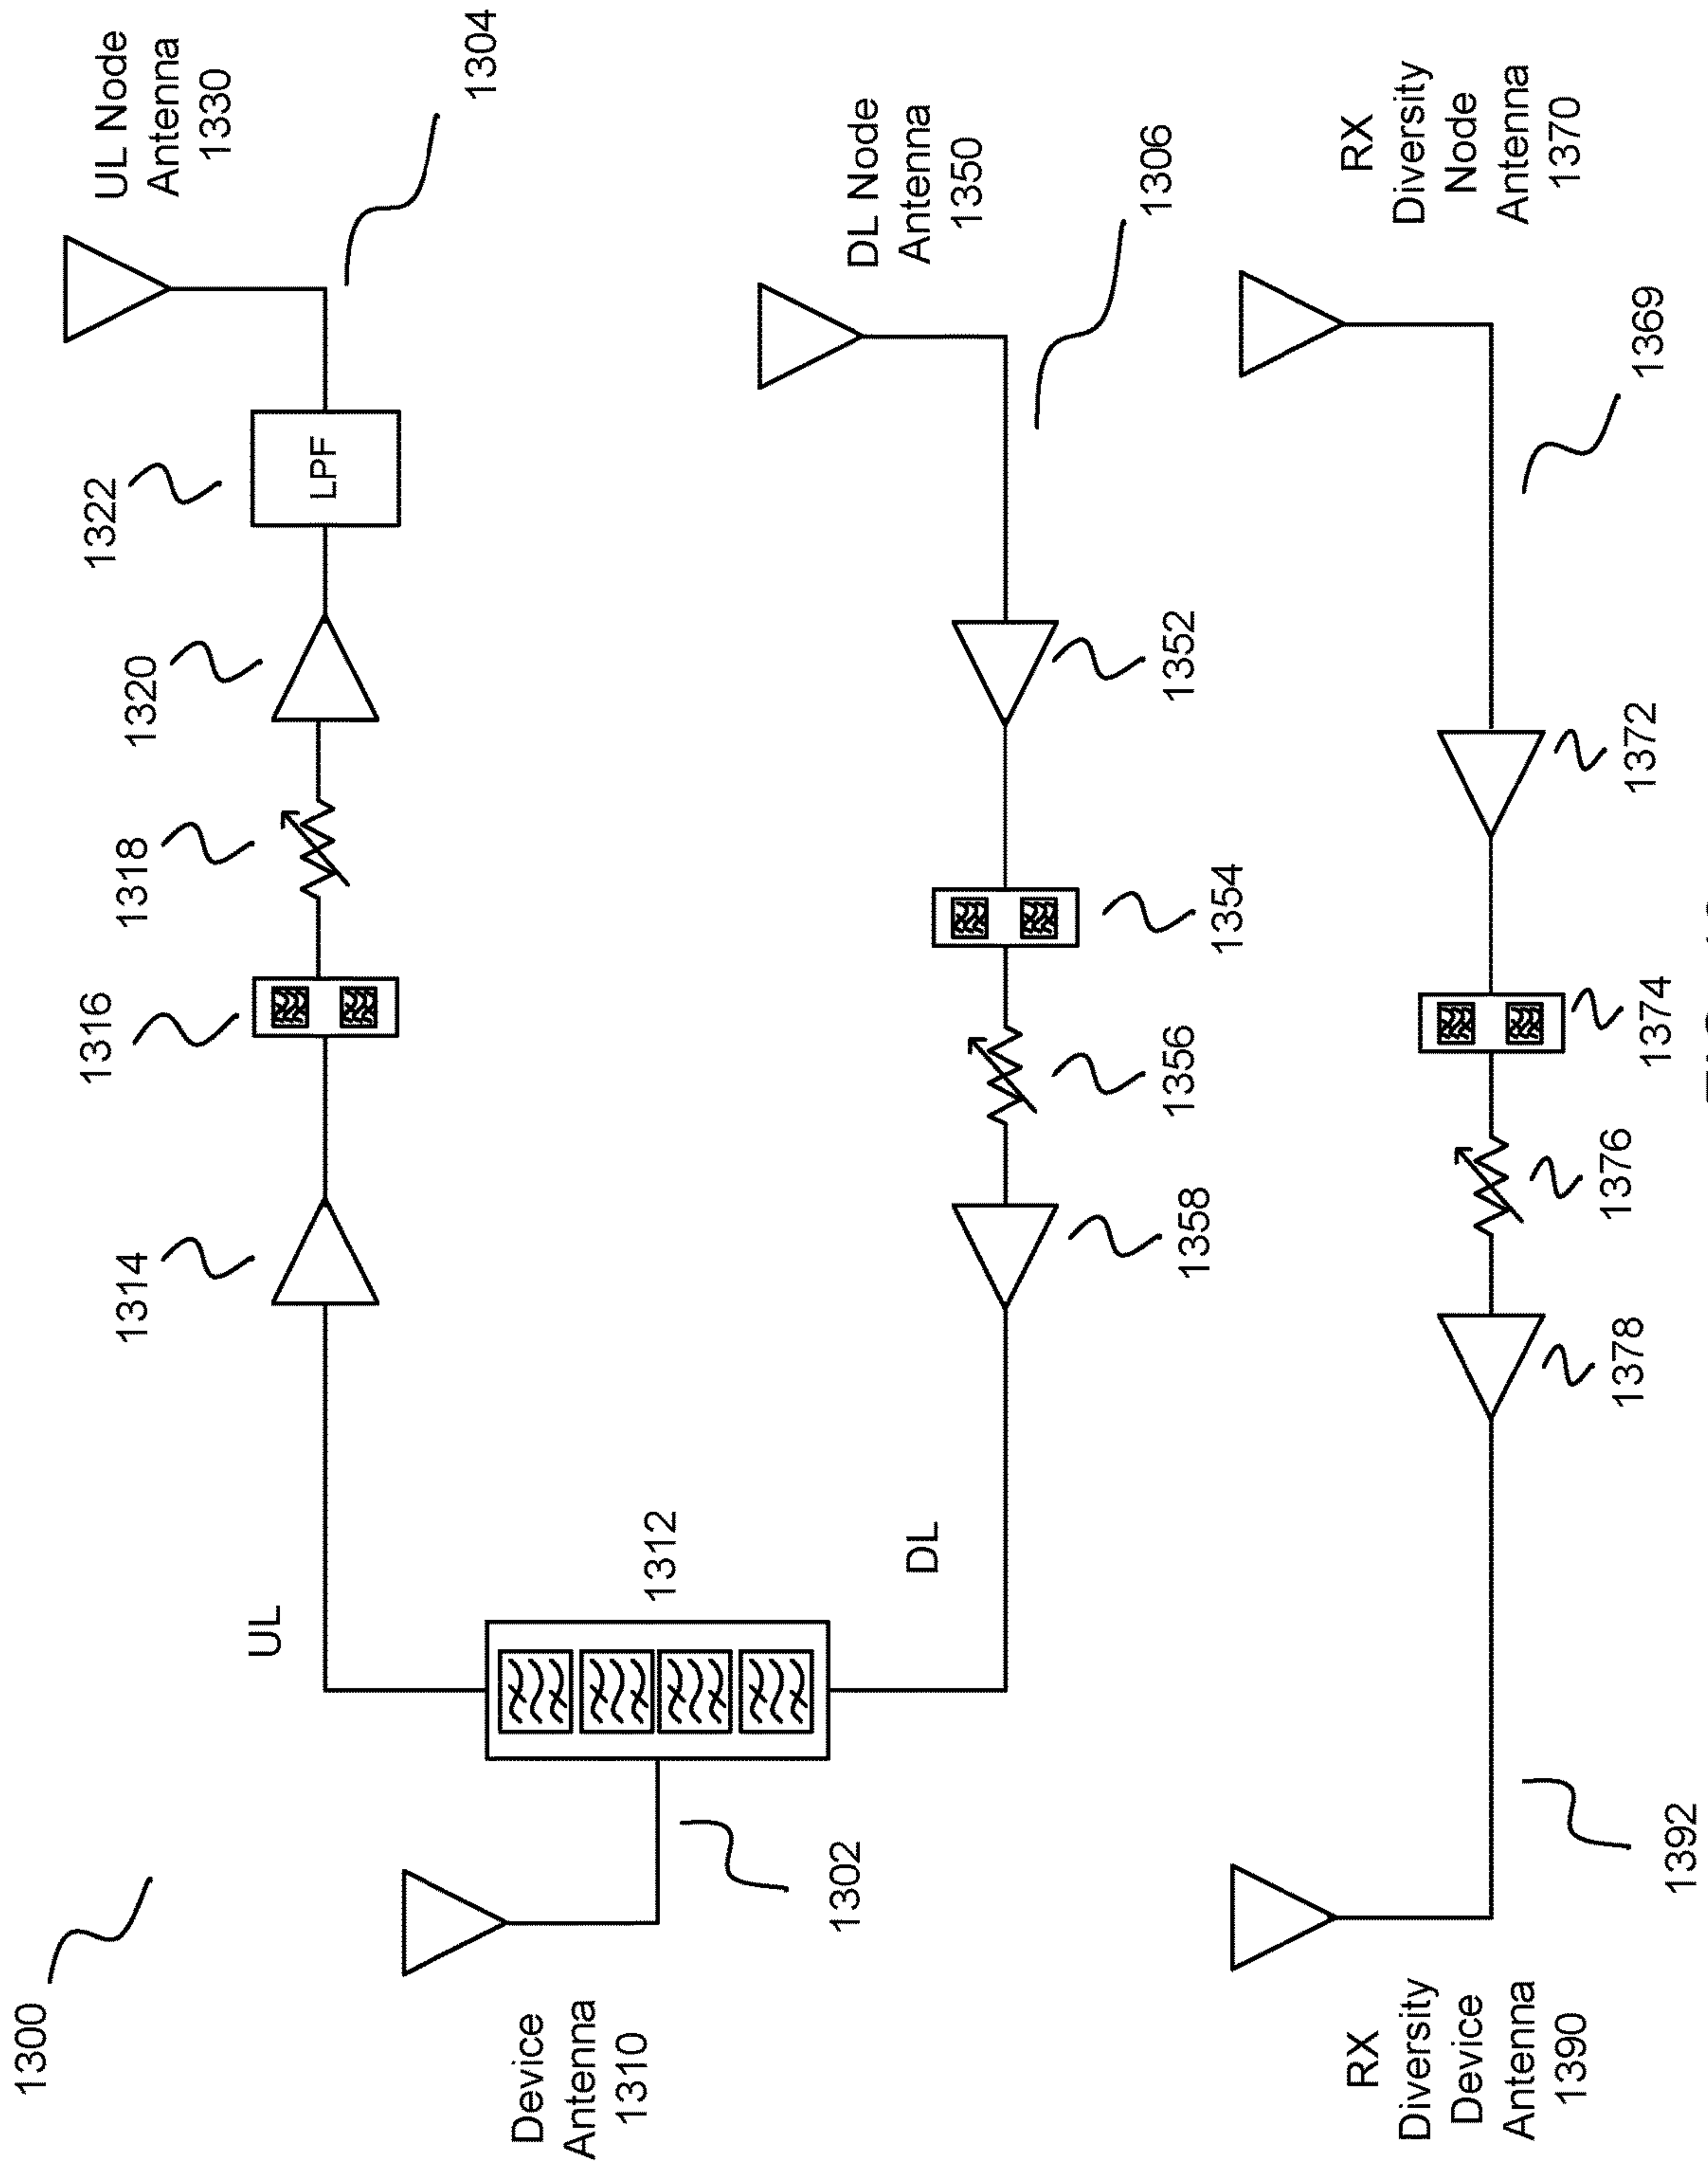 1300
UL Node
Antenna
1330
1314
1316
1318
1320
1322
UL
LPF
1304
Device
Antenna
1310
1312
1302
DL
DL Node
Antenna
1350
1306
1358
1356
1354
1352
RX
Diversity
Device
Antenna
1390
RX
Diversity
Node
Antenna
1370
1392
1378
1376
1374
1372
1369